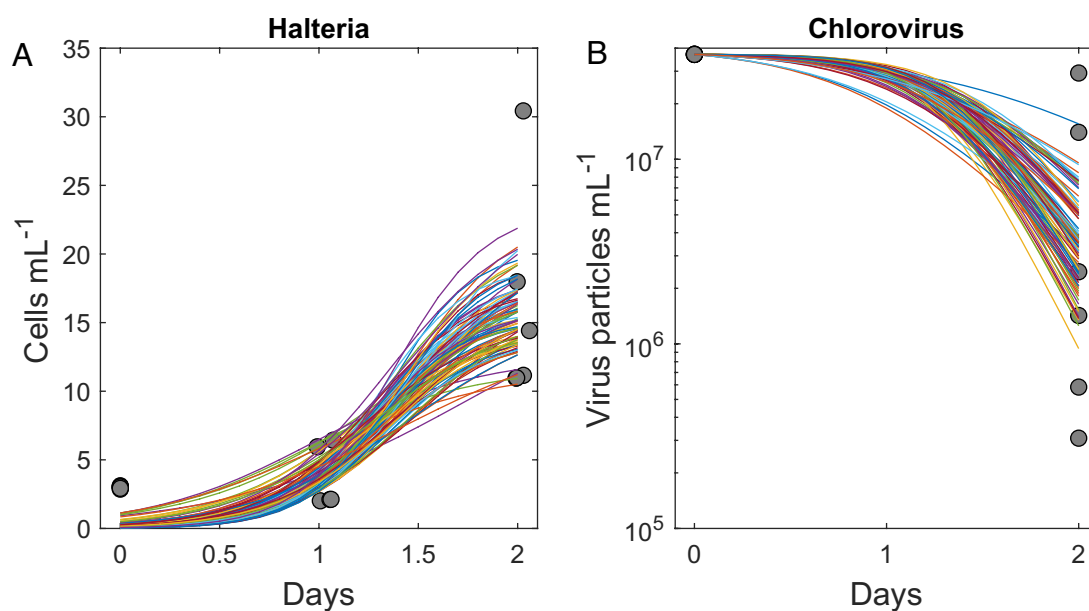 A
Halteria
Cells mL⁻¹
35
30
25
20
15
10
5
0
0
0.5
1
1.5
2
Days
B
Chlorovirus
Virus particles mL⁻¹
10⁷
10⁶
10⁵
0
1
2
Days